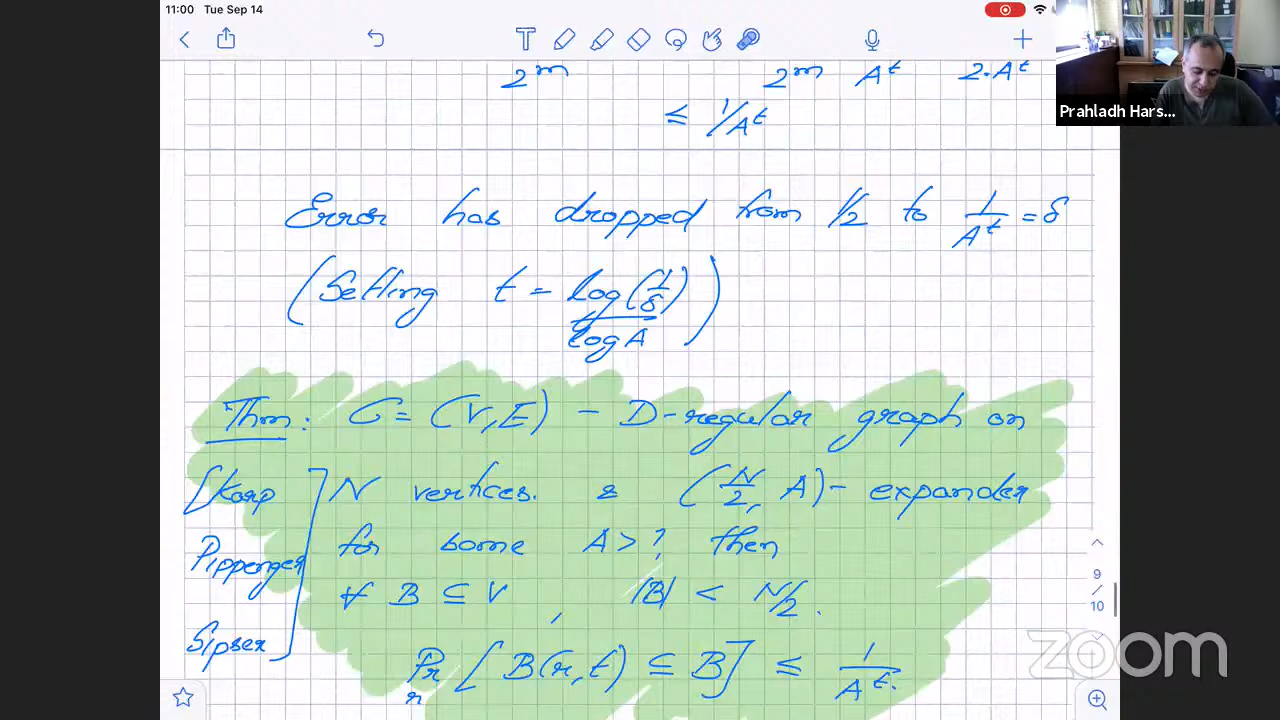 11:00 Tue Sep 14
2^m 2^m A^t 2·A^t
≤ 1/A^t
Prahladh Hars...
Error has dropped from 1/2 to 1/A^t = δ
(Setting t = log(1/δ)/log A)
Thm: G = (V, E) - D-regular graph on
[Karp N vertices. & (N/2, A) - expander
Pippenger for some A > ?, then
∀ B ⊆ V, |B| < N/2.
Sipser]
Pr_r [B(r, t) ⊆ B] ≤ 1/A^t.
9
10
zoom